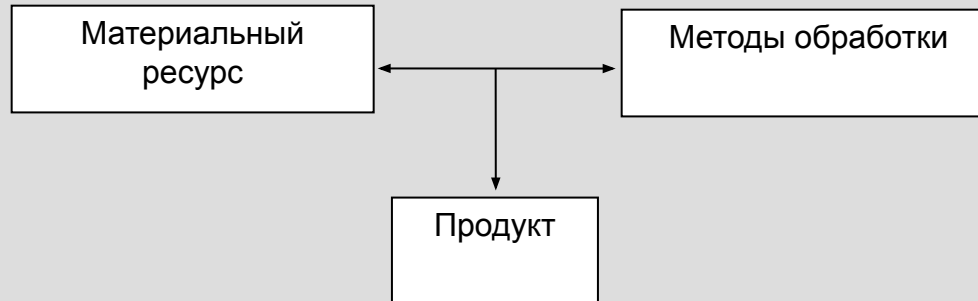 Материальный
ресурс
Методы обработки
Продукт